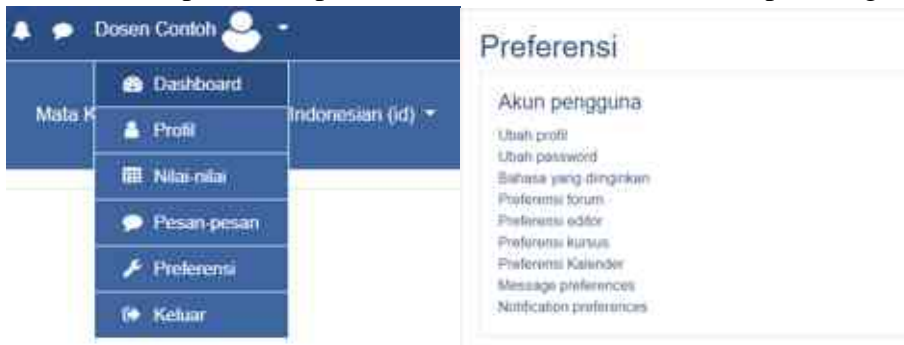 Dosen Contoh
Mata K
Indonesian (id)
Dashboard
Profil
Nilai-nilai
Pesan-pesan
Preferensi
Keluar
Preferensi
Akun pengguna
Ubah profil
Ubah password
Bahasa yang diinginkan
Preferensi forum
Preferensi editor
Preferensi kursus
Preferensi Kalender
Message preferences
Notification preferences